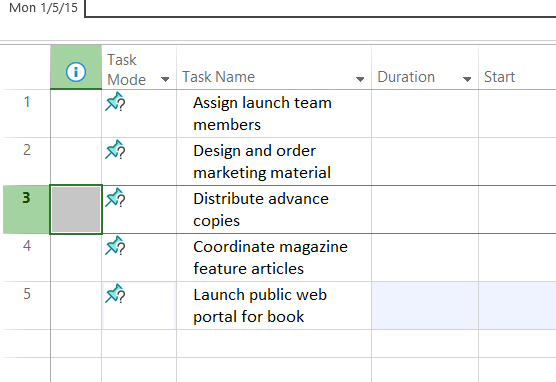 Mon 1/5/15
Task
Mode
Task Name
Duration
Start
1
?
Assign launch team
members
2
?
Design and order
marketing material
3
?
Distribute advance
copies
4
?
Coordinate magazine
feature articles
5
?
Launch public web
portal for book